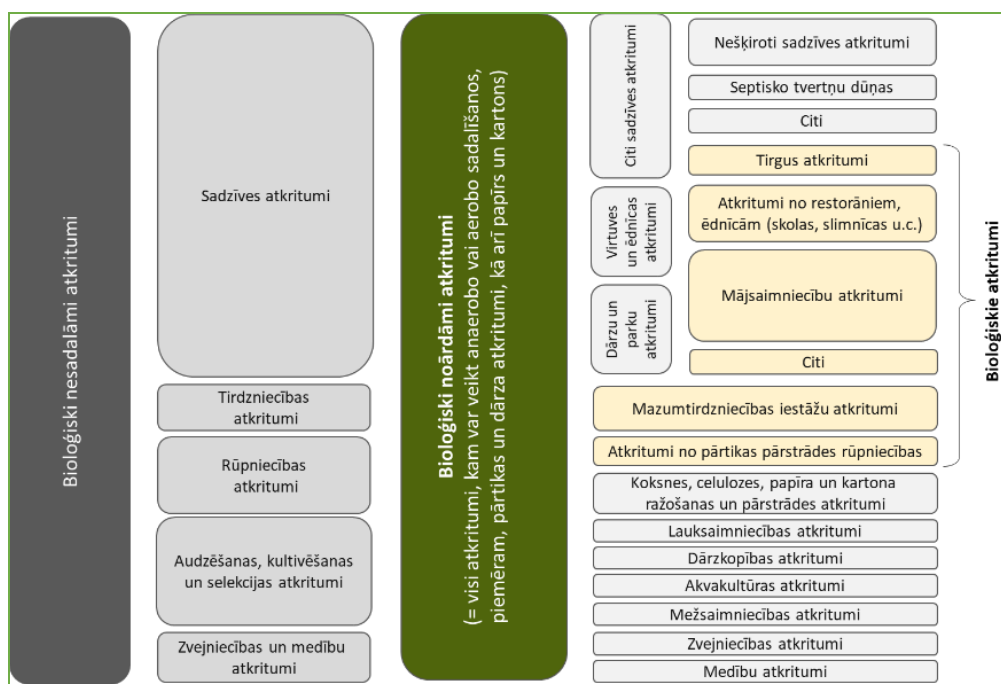 Bioloģiski nesadalāmi atkritumi
Sadzīves atkritumi
Tirdzniecības
atkritumi
Rūpniecības
atkritumi
Audzēšanas, kultivēšanas
un selekcijas atkritumi
Zvejniecības un medību
atkritumi
Bioloģiski noārdāmi atkritumi
(= visi atkritumi, kam var veikt anaerobo vai aerobo sadalīšanos,
piemēram, pārtikas un dārza atkritumi, kā arī papīrs un kartons)
Citi sadzīves atkritumi
Virtuves
un ēdnīcas
atkritumi
Dārzu un
parku
atkritumi
Nešķiroti sadzīves atkritumi
Septisko tvertņu dūņas
Citi
Tirgus atkritumi
Atkritumi no restorāniem,
ēdnīcām (skolas, slimnīcas u.c.)
Mājsaimniecību atkritumi
Citi
Mazumtirdzniecības iestāžu atkritumi
Atkritumi no pārtikas pārstrādes rūpniecības
Koksnes, celulozes, papīra un kartona
ražošanas un pārstrādes atkritumi
Lauksaimniecības atkritumi
Dārzkopības atkritumi
Akvakultūras atkritumi
Mežsaimniecības atkritumi
Zvejniecības atkritumi
Medību atkritumi
Bioloģiskie atkritumi